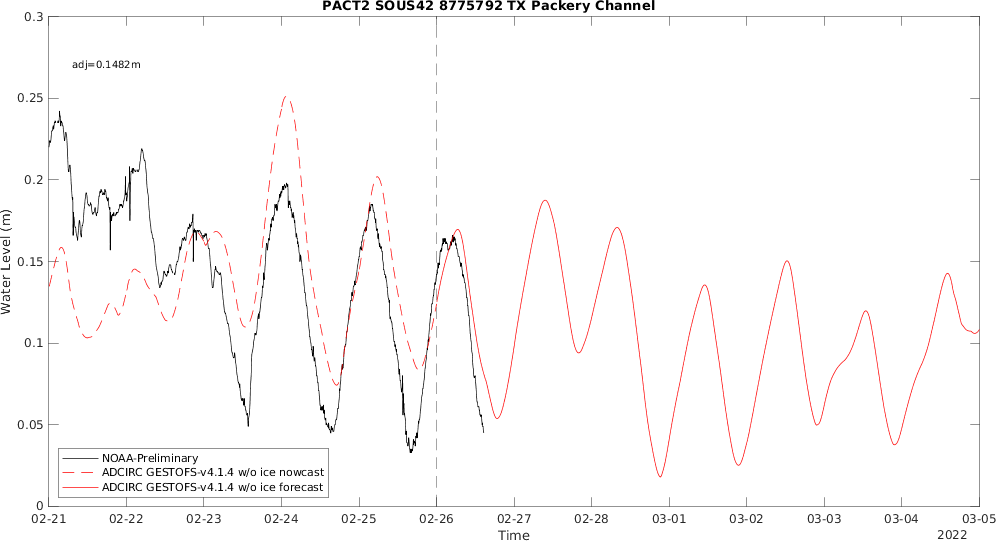 PACT2 SOUS42 8775792 TX Packery Channel
0.3
adj=0.1482m
0.25
0.2
0.15
0.1
0.05
0
Water Level (m)
NOAA-Preliminary
ADCIRC GESTOFS-v4.1.4 w/o ice nowcast
ADCIRC GESTOFS-v4.1.4 w/o ice forecast
02-21 02-22 02-23 02-24 02-25 02-26 02-27 02-28 03-01 03-02 03-03 03-04 03-05
Time
2022